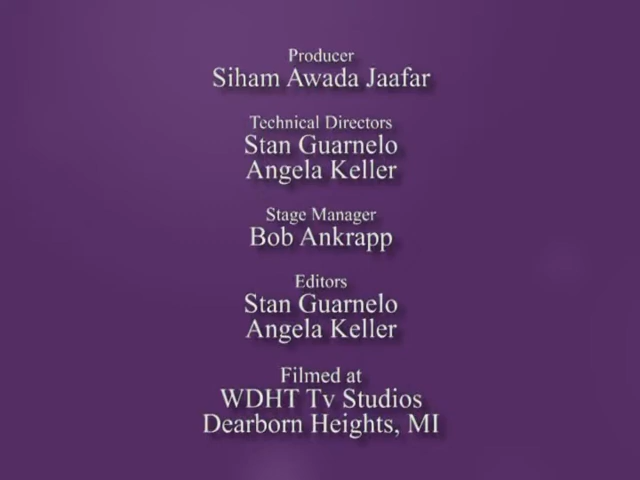 Producer
Siham Awada Jaafar
Technical Directors
Stan Guarnelo
Angela Keller
Stage Manager
Bob Ankrapp
Editors
Stan Guarnelo
Angela Keller
Filmed at
WDHT Tv Studios
Dearborn Heights, MI